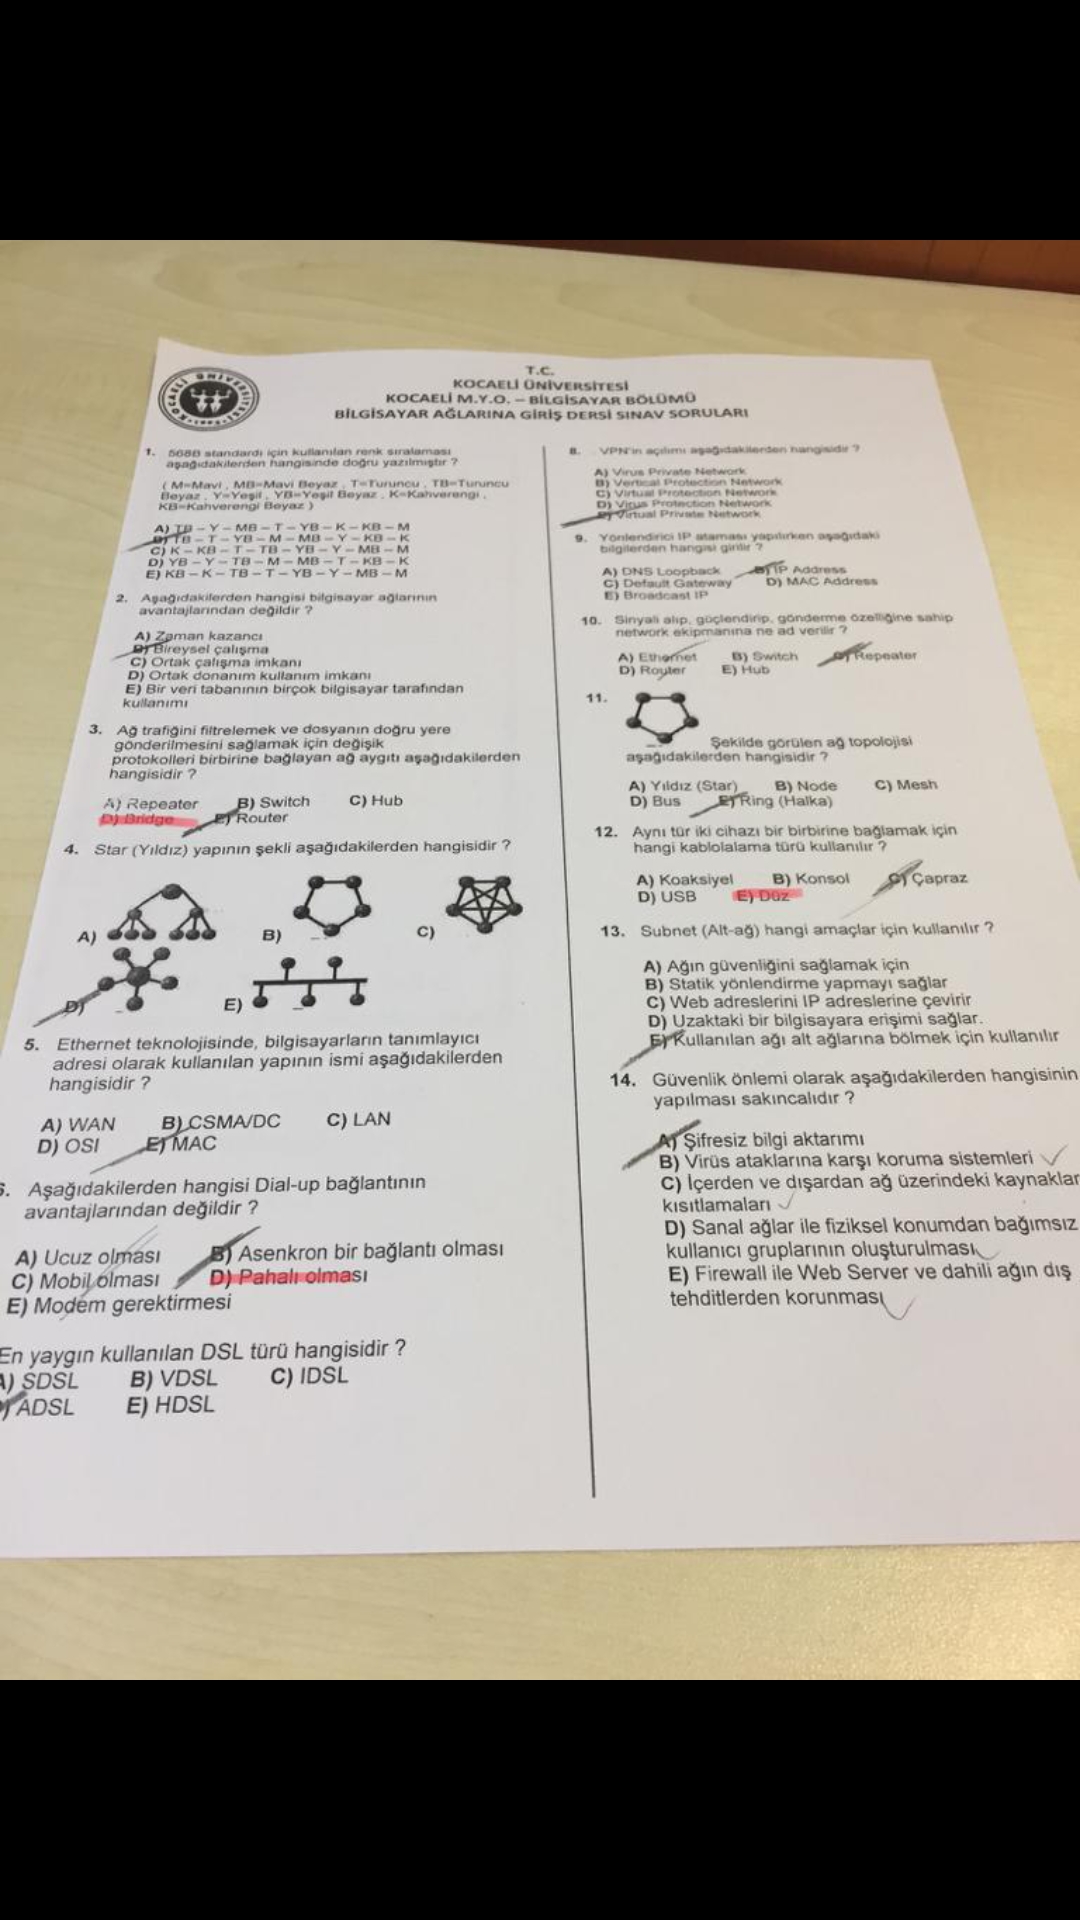 T.C.
KOCAELİ ÜNİVERSİTESİ
KOCAELİ M.Y.O. – BİLGİSAYAR BÖLÜMÜ
BİLGİSAYAR AĞLARINA GİRİŞ DERSİ SINAV SORULARI
KOCAELİ ÜNİVERSİTESİ
1. 568B standardı için kullanılan renk sıralaması
aşağıdakilerden hangisinde doğru yazılmıştır ?
( M=Mavi , MB=Mavi Beyaz , T=Turuncu , TB=Turuncu
Beyaz , Y=Yeşil , YB=Yeşil Beyaz , K=Kahverengi ,
KB=Kahverengi Beyaz )
A) TB – Y – MB – T – YB – K – KB – M
B) TB – T – YB – M – MB – Y – KB – K
C) K – KB – T – TB – YB – Y – MB – M
D) YB – Y – TB – M – MB – T – KB – K
E) KB – K – TB – T – YB – Y – MB – M
2. Aşağıdakilerden hangisi bilgisayar ağlarının
avantajlarından değildir ?
A) Zaman kazancı
B) Bireysel çalışma
C) Ortak çalışma imkanı
D) Ortak donanım kullanım imkanı
E) Bir veri tabanının birçok bilgisayar tarafından
kullanımı
3. Ağ trafiğini filtrelemek ve dosyanın doğru yere
gönderilmesini sağlamak için değişik
protokolleri birbirine bağlayan ağ aygıtı aşağıdakilerden
hangisidir ?
A) Repeater B) Switch C) Hub
D) Bridge E) Router
4. Star (Yıldız) yapının şekli aşağıdakilerden hangisidir ?
A) B) C)
D) E)
5. Ethernet teknolojisinde, bilgisayarların tanımlayıcı
adresi olarak kullanılan yapının ismi aşağıdakilerden
hangisidir ?
A) WAN B) CSMA/DC C) LAN
D) OSI E) MAC
6. Aşağıdakilerden hangisi Dial-up bağlantının
avantajlarından değildir ?
A) Ucuz olması B) Asenkron bir bağlantı olması
C) Mobil olması D) Pahalı olması
E) Modem gerektirmesi
En yaygın kullanılan DSL türü hangisidir ?
A) SDSL B) VDSL C) IDSL
D) ADSL E) HDSL
8. VPN'in açılımı aşağıdakilerden hangisidir ?
A) Virus Private Network
B) Vertical Protection Network
C) Virtual Protection Network
D) Virus Protection Network
E) Virtual Private Network
9. Yönlendirici IP ataması yapılırken aşağıdaki
bilgilerden hangisi girilir ?
A) DNS Loopback B) IP Address
C) Default Gateway D) MAC Address
E) Broadcast IP
10. Sinyali alıp, güçlendirip, gönderme özelliğine sahip
network ekipmanına ne ad verilir ?
A) Ethernet B) Switch C) Repeater
D) Router E) Hub
11.
Şekilde görülen ağ topolojisi
aşağıdakilerden hangisidir ?
A) Yıldız (Star) B) Node C) Mesh
D) Bus E) Ring (Halka)
12. Aynı tür iki cihazı bir birbirine bağlamak için
hangi kablolalama türü kullanılır ?
A) Koaksiyel B) Konsol C) Çapraz
D) USB E) Düz
13. Subnet (Alt-ağ) hangi amaçlar için kullanılır ?
A) Ağın güvenliğini sağlamak için
B) Statik yönlendirme yapmayı sağlar
C) Web adreslerini IP adreslerine çevirir
D) Uzaktaki bir bilgisayara erişimi sağlar.
E) Kullanılan ağı alt ağlarına bölmek için kullanılır
14. Güvenlik önlemi olarak aşağıdakilerden hangisinin
yapılması sakıncalıdır ?
A) Şifresiz bilgi aktarımı
B) Virüs ataklarına karşı koruma sistemleri
C) İçerden ve dışardan ağ üzerindeki kaynaklar
kısıtlamaları
D) Sanal ağlar ile fiziksel konumdan bağımsız
kullanıcı gruplarının oluşturulması
E) Firewall ile Web Server ve dahili ağın dış
tehditlerden korunması